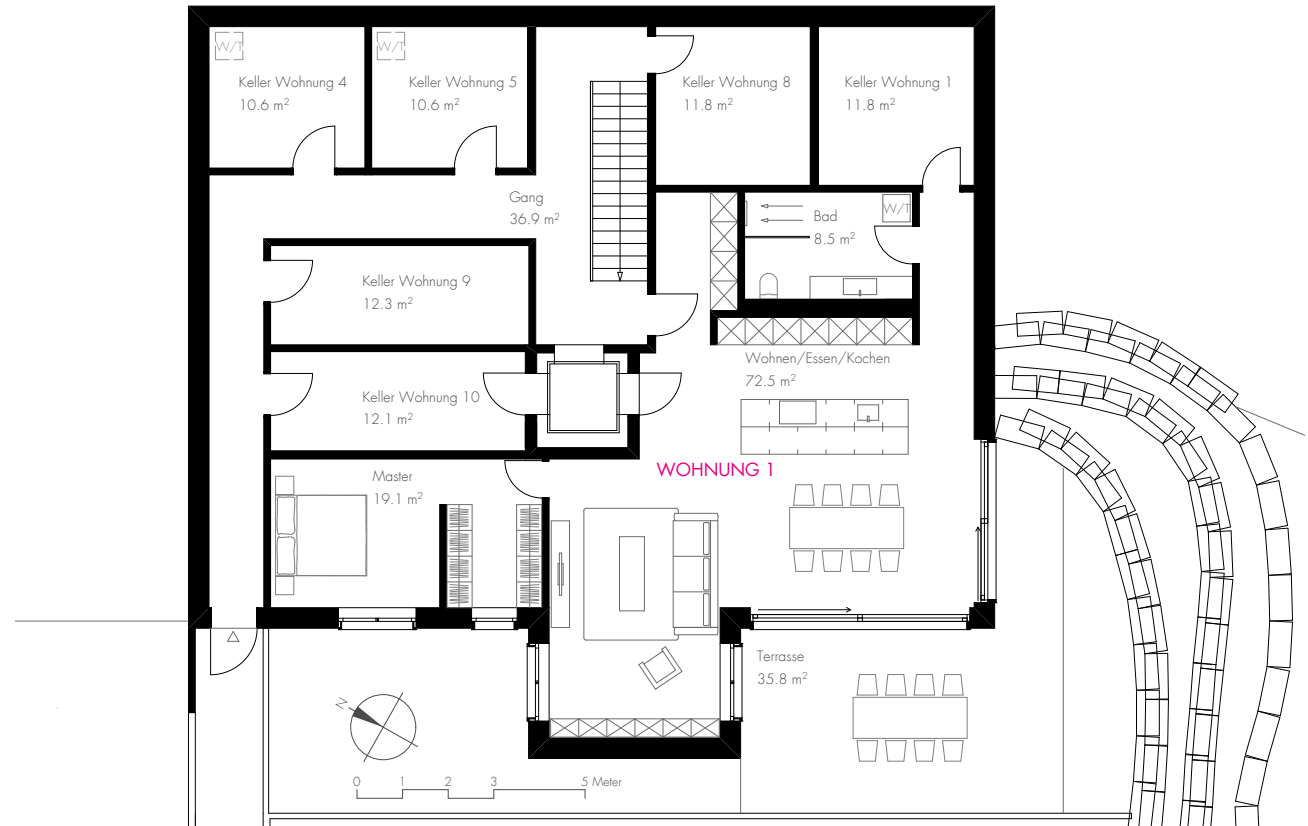 W/T
W/T
Keller Wohnung 4
10.6 m²
Keller Wohnung 5
10.6 m²
Keller Wohnung 8
11.8 m²
Keller Wohnung 1
11.8 m²
Gang
36.9 m²
W/T
Bad
8.5 m²
Keller Wohnung 9
12.3 m²
Wohnen/Essen/Kochen
72.5 m²
Keller Wohnung 10
12.1 m²
WOHNUNG 1
Master
19.1 m²
Terrasse
35.8 m²
N
0 1 2 3 5 Meter